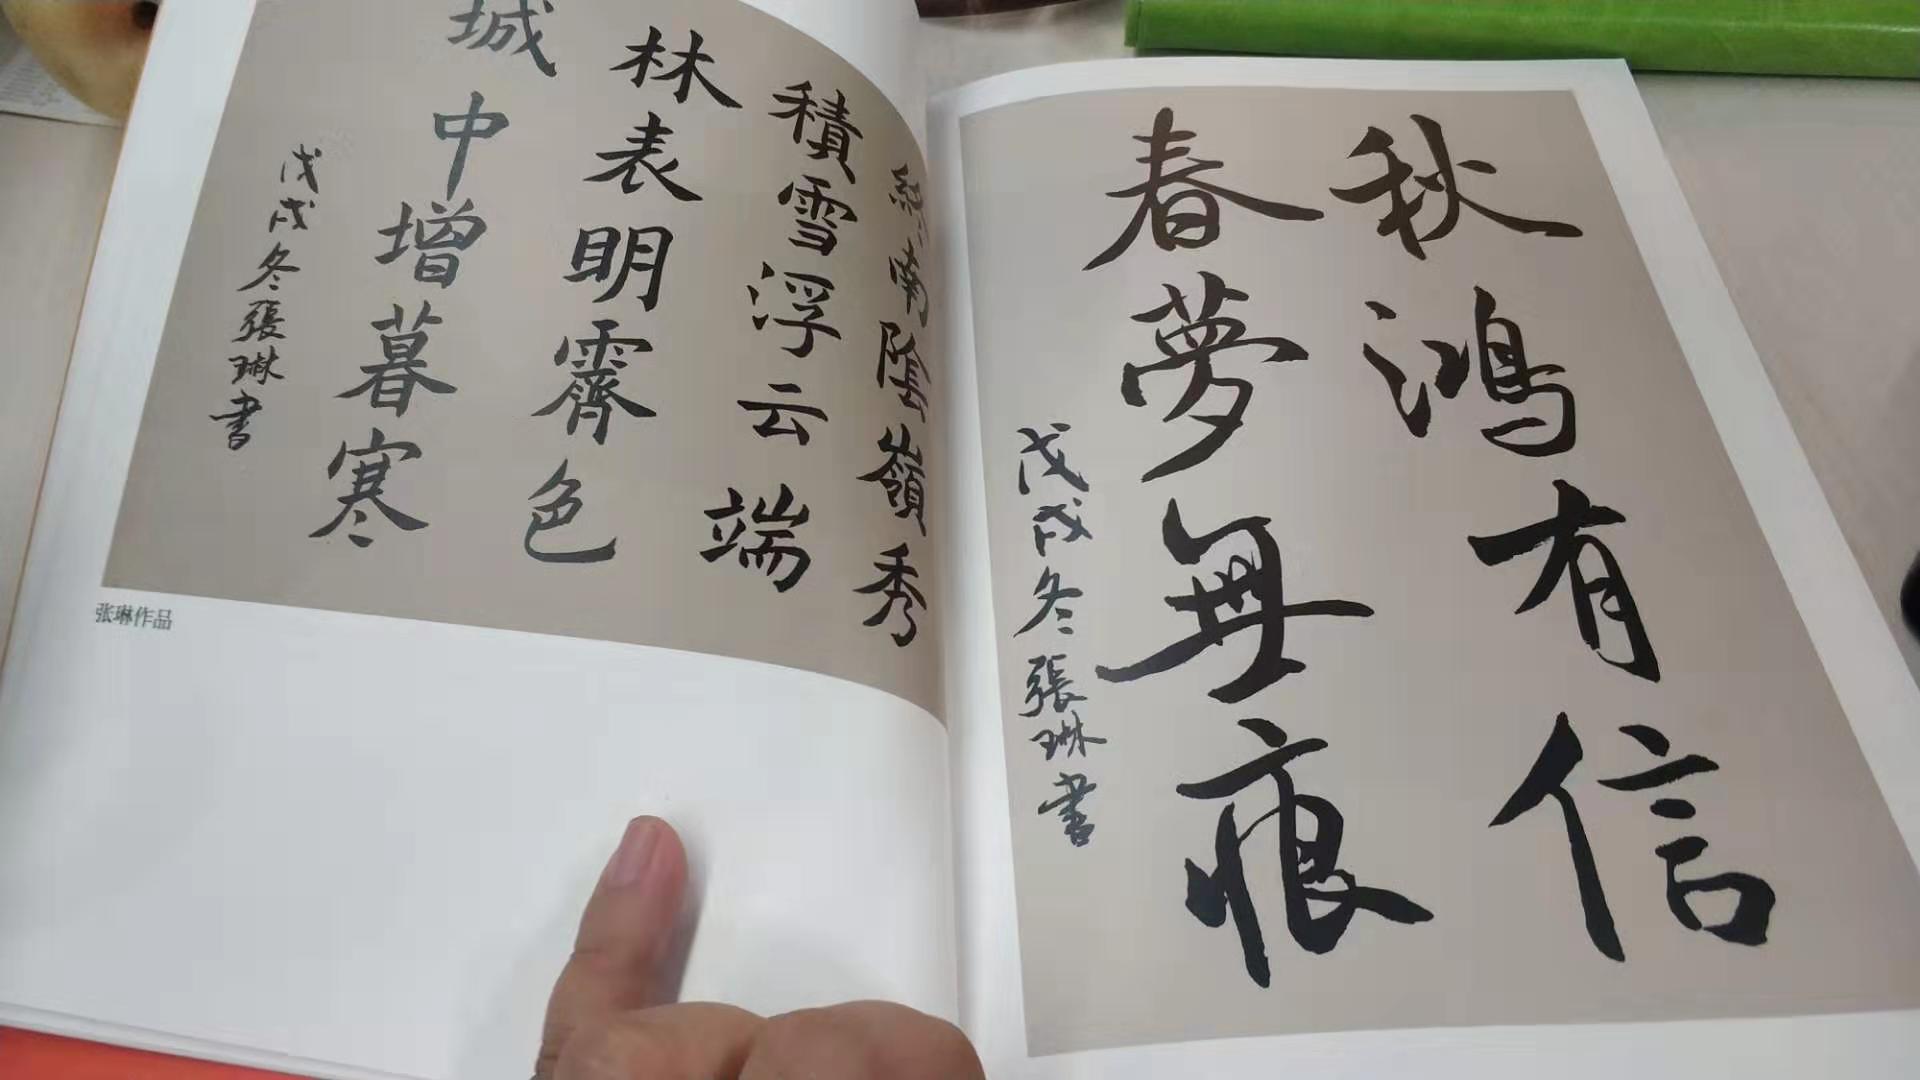 終南陰嶺秀
積雪浮云端
林表明霽色
城中增暮寒
戊戌冬張琳書
张琳作品
秋鴻有信
春夢無痕
戊戌冬張琳書